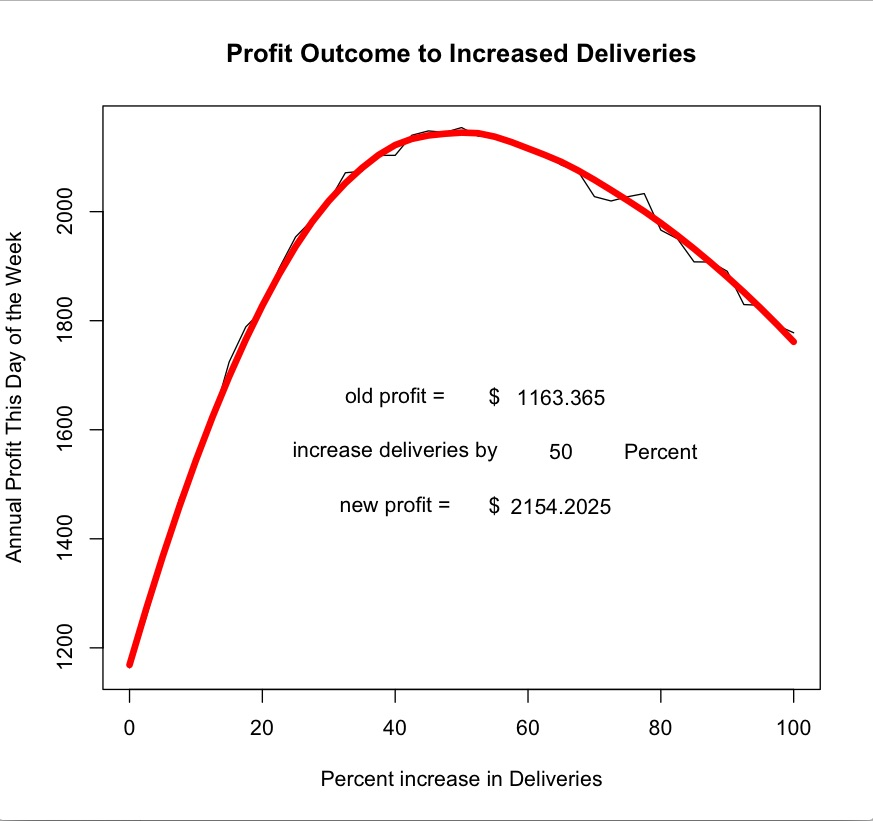 Profit Outcome to Increased Deliveries
Annual Profit This Day of the Week
2000
1800
1600
1400
1200
old profit = $ 1163.365
increase deliveries by 50 Percent
new profit = $ 2154.2025
0 20 40 60 80 100
Percent increase in Deliveries